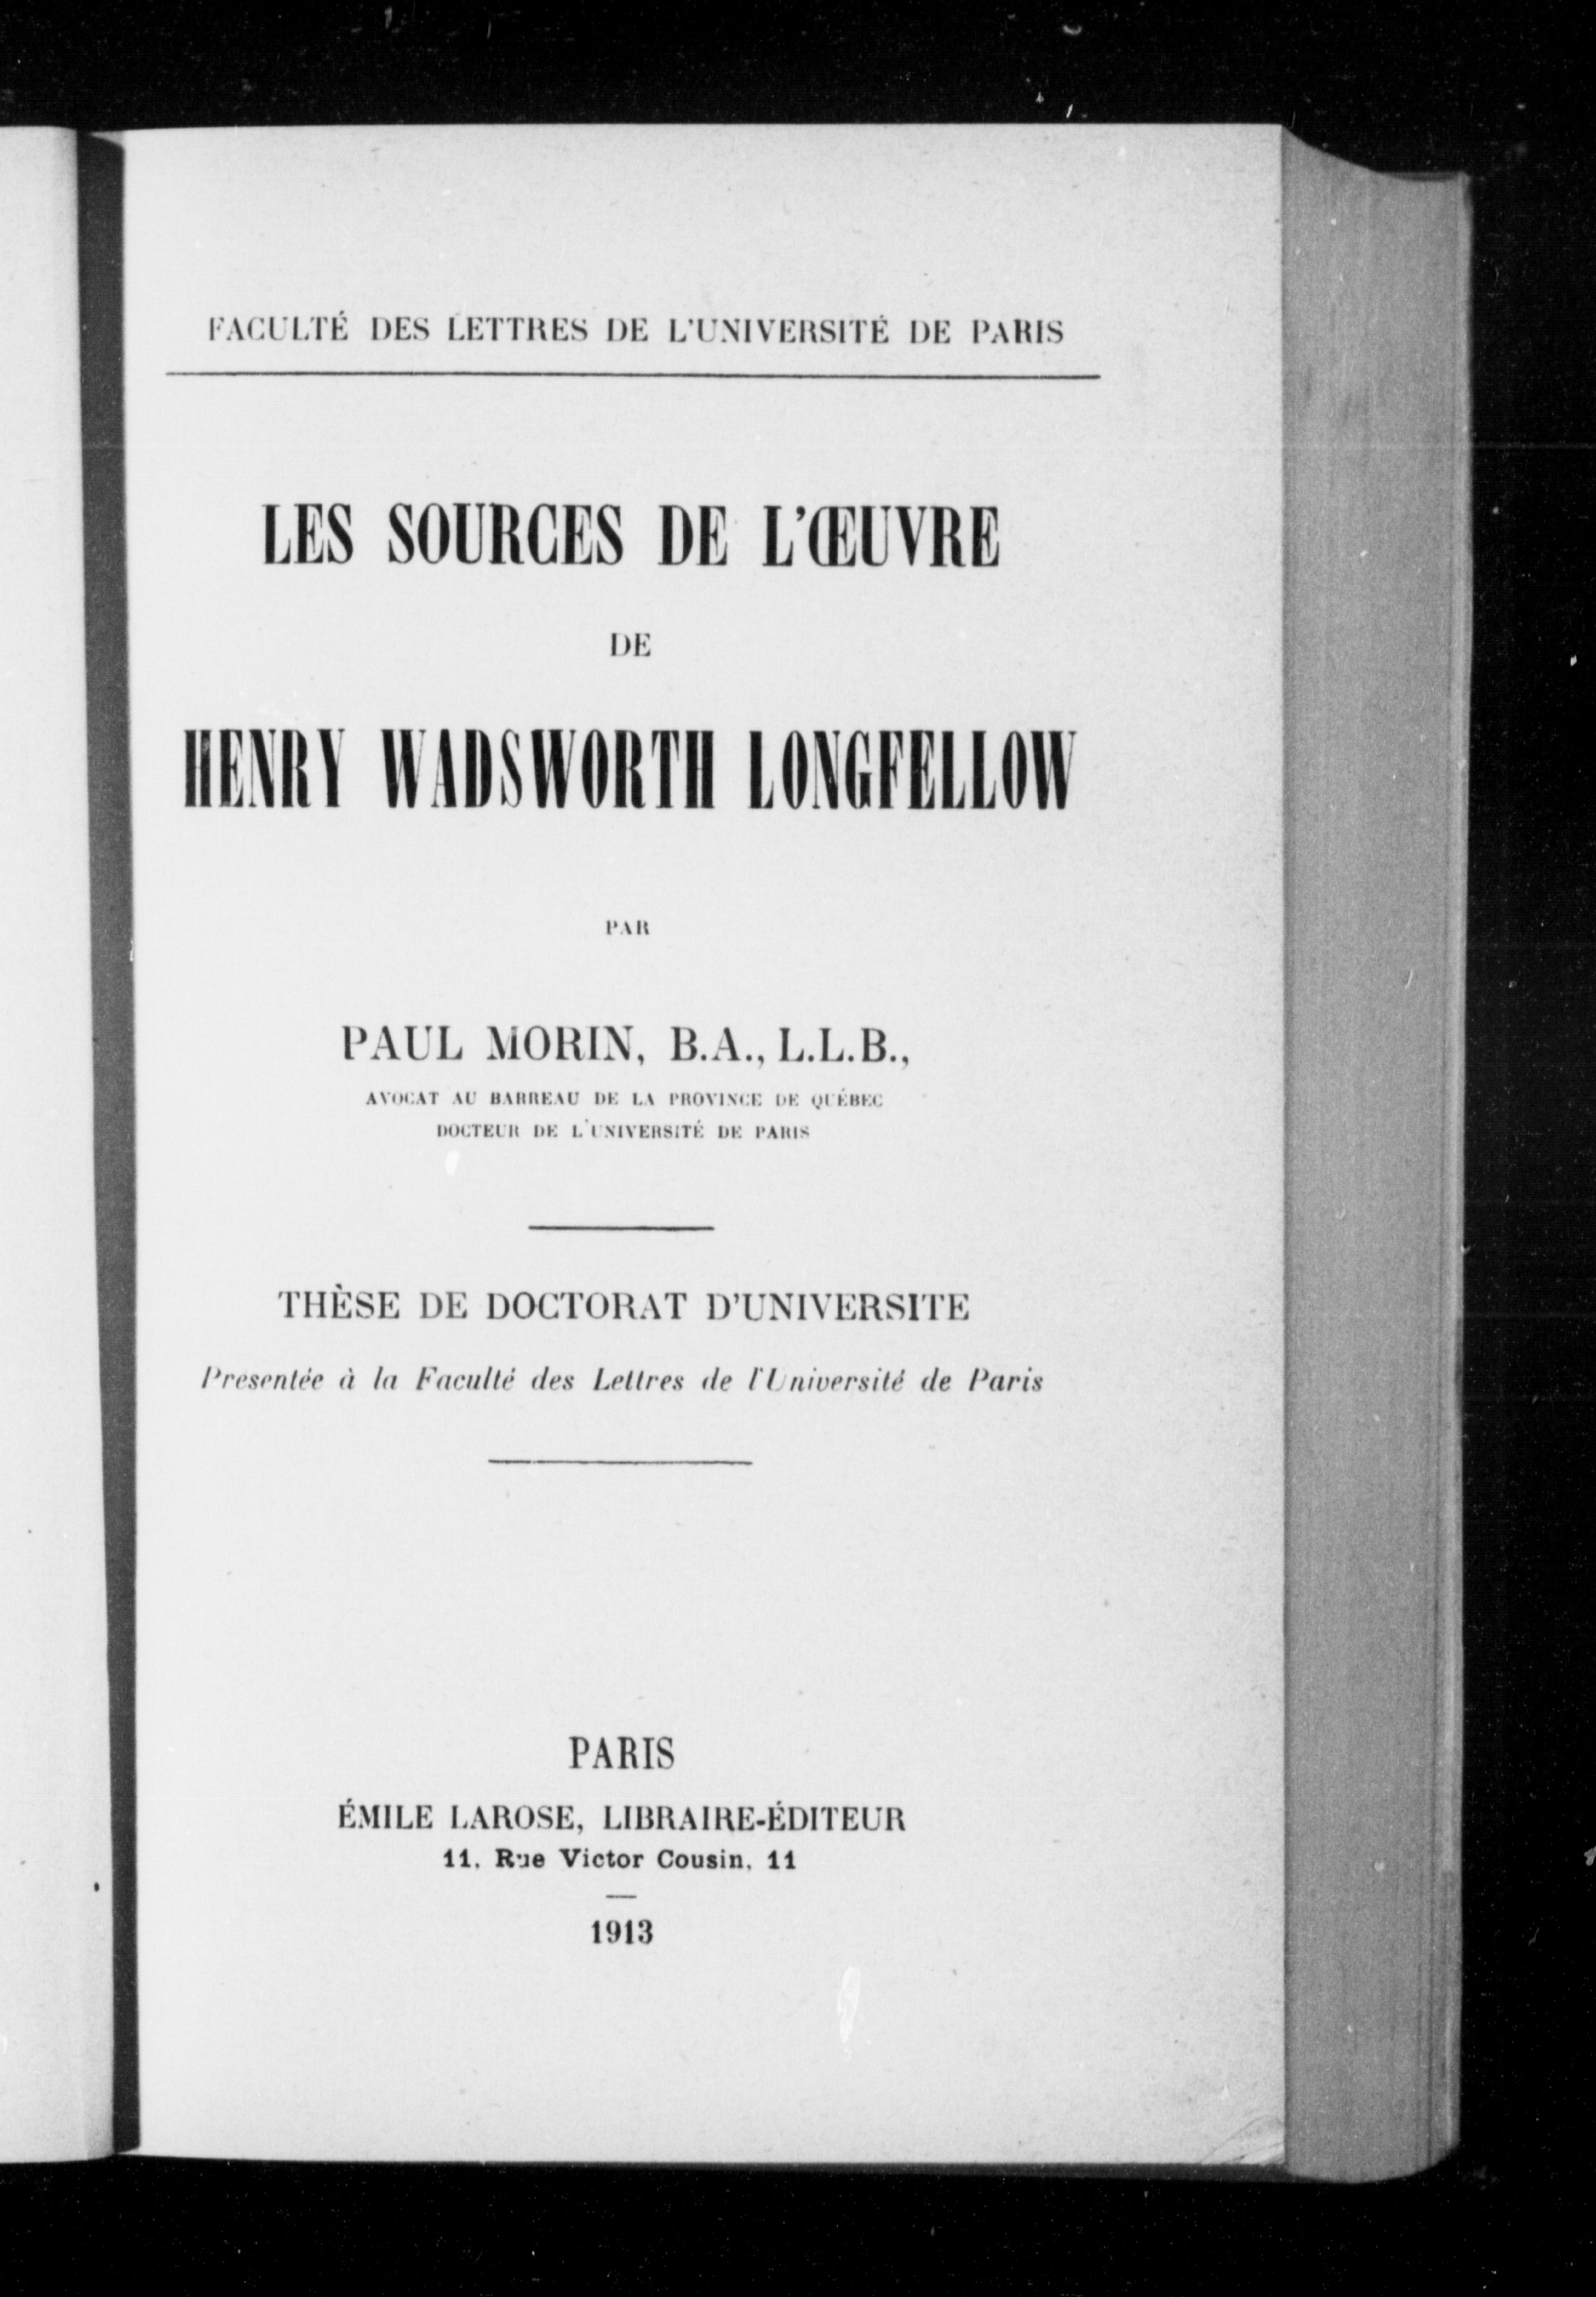 FACULTÉ DES LETTRES DE L'UNIVERSITÉ DE PARIS
LES SOURCES DE L'ŒUVRE
DE
HENRY WADSWORTH LONGFELLOW
PAR
PAUL MORIN, B.A., L.L.B.,
AVOCAT AU BARREAU DE LA PROVINCE DE QUÉBEC
DOCTEUR DE L'UNIVERSITÉ DE PARIS
THÈSE DE DOCTORAT D'UNIVERSITE
Presentée à la Faculté des Lettres de l'Université de Paris
PARIS
ÉMILE LAROSE, LIBRAIRE-ÉDITEUR
11, Rue Victor Cousin, 11
1913